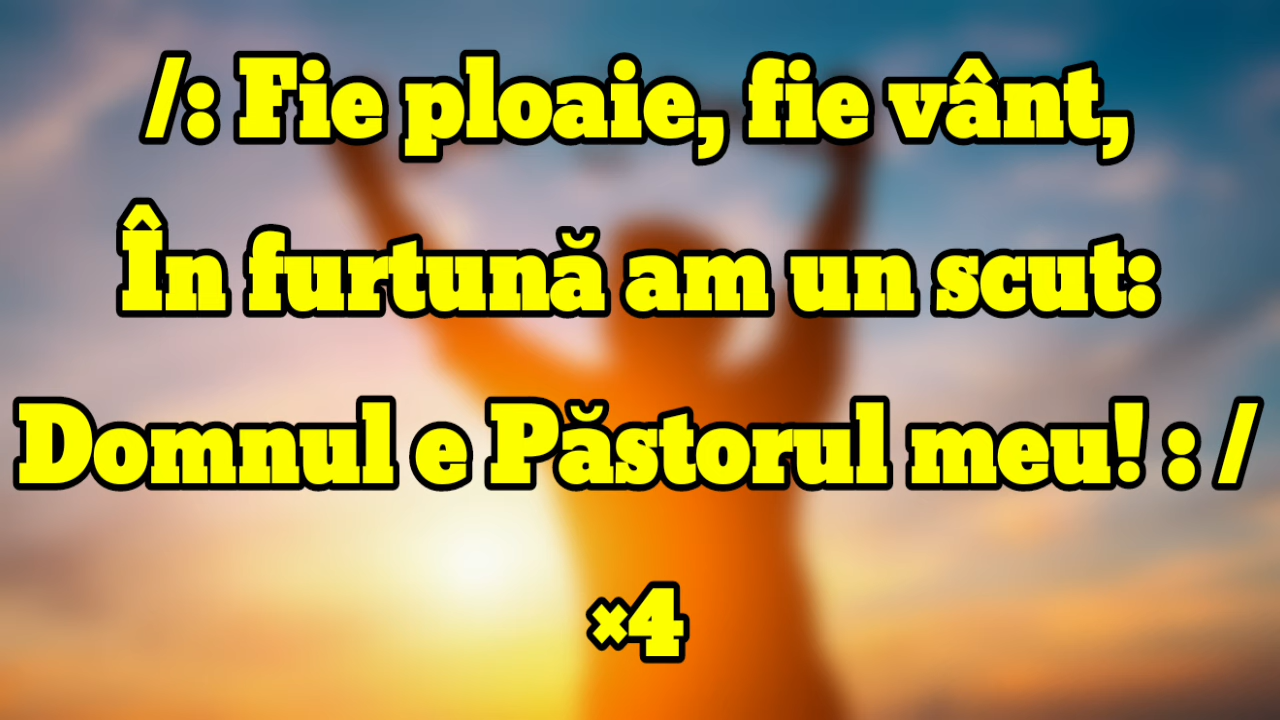 /: Fie ploaie, fie vânt,
În furtună am un scut:
Domnul e Păstorul meu! : /
×4